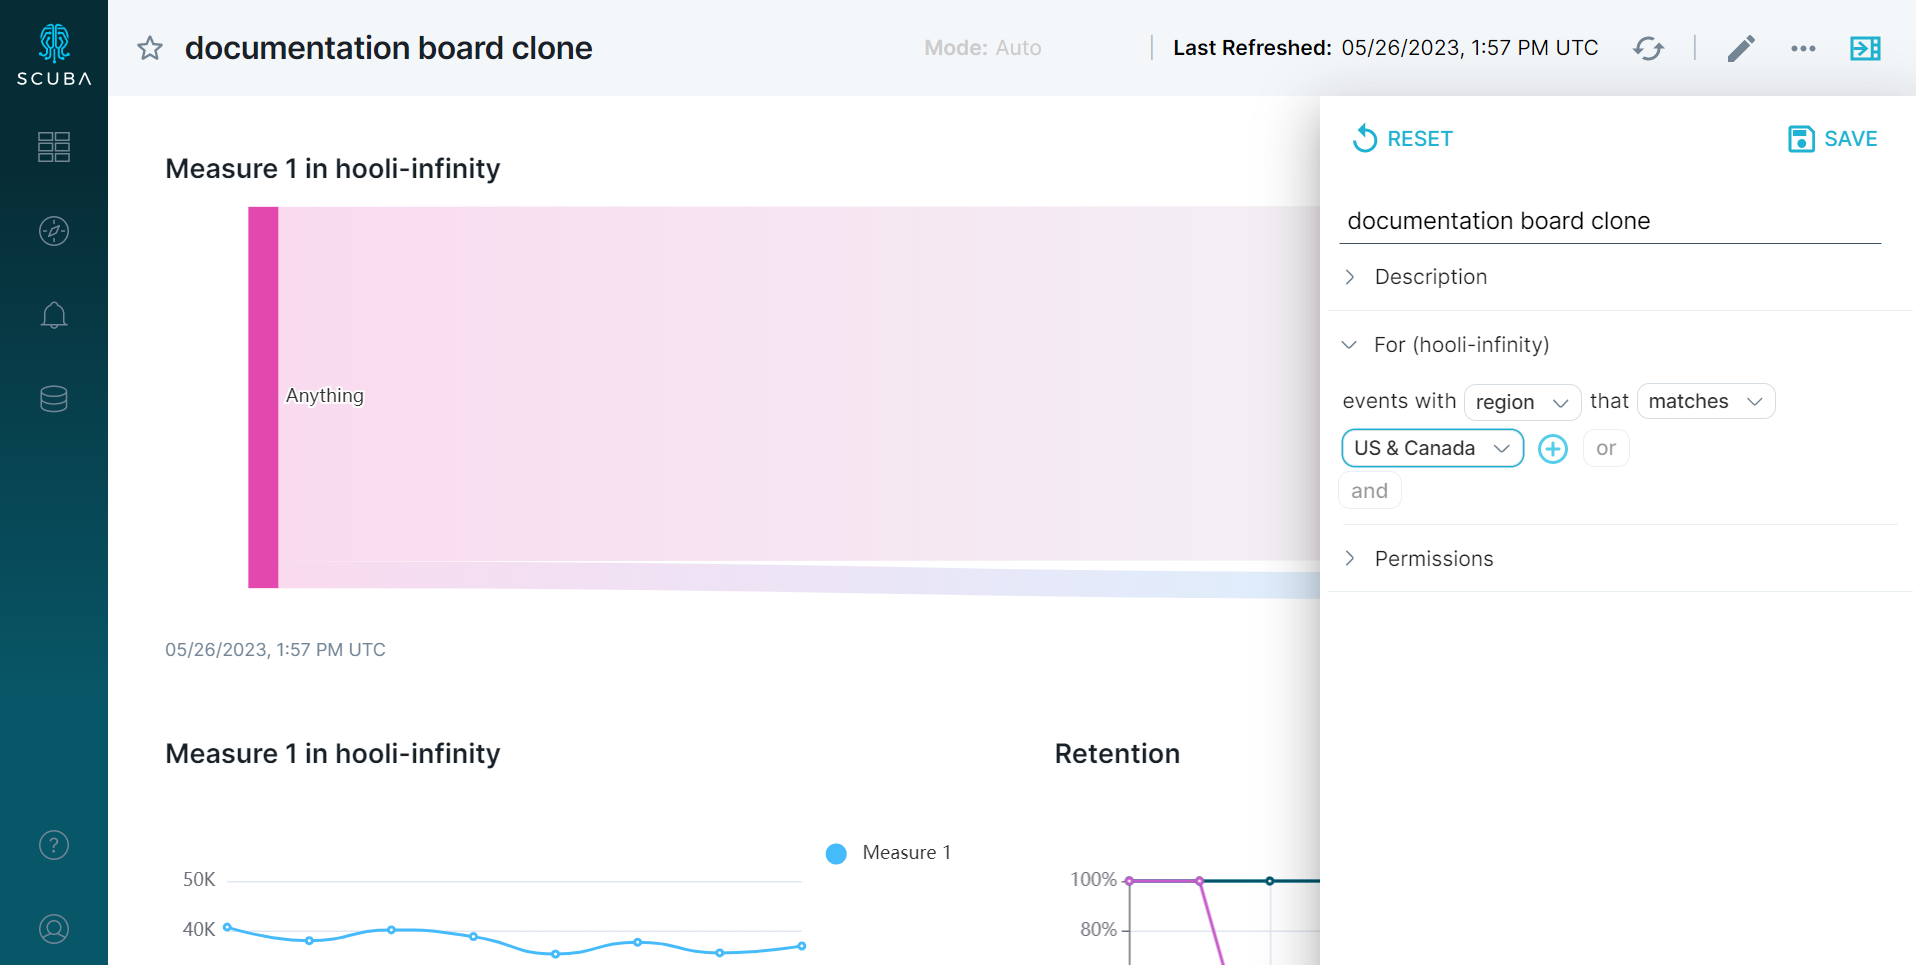 SCUBA
documentation board clone
Mode: Auto
Last Refreshed: 05/26/2023, 1:57 PM UTC
Measure 1 in hooli-infinity
Anything
05/26/2023, 1:57 PM UTC
Measure 1 in hooli-infinity
Measure 1
50K
40K
Retention
100%
80%
RESET
SAVE
documentation board clone
Description
For (hooli-infinity)
events with region that matches
US & Canada or
and
Permissions
?